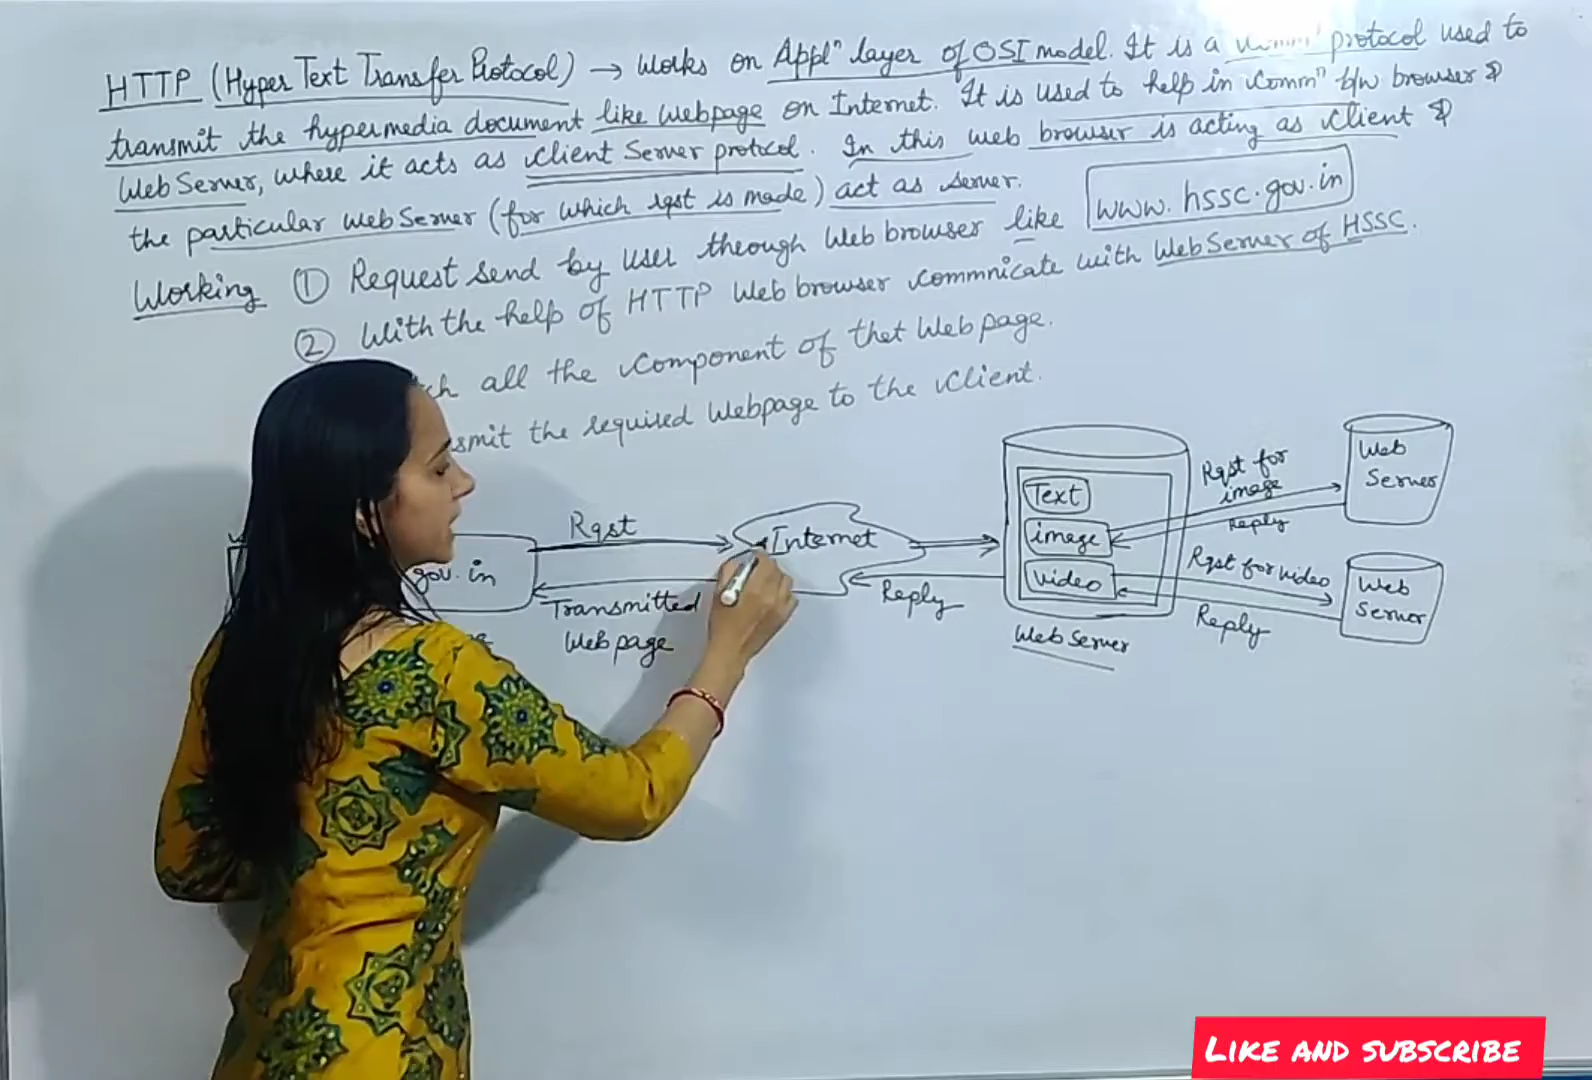 HTTP (Hyper Text Transfer Protocol) → Works on Applⁿ layer of OSI model. It is a protocol used to
transmit the hypermedia document like Webpage on Internet. It is used to help in Commⁿ b/w browser &
Web Server, where it acts as Client Server protocol. In this web browser is acting as Client &
the particular Web Server (for which rqst is made) act as server.
Working ① Request send by user through Web browser like www.hssc.gov.in
② With the help of HTTP Web browser commnicate with Web Server of HSSC.
all the Component of that Web page.
smit the required Webpage to the Client.
gov.in
Rqst
Transmitted
Web page
Internet
Reply
Text
image
video
Web Server
Rqst for
image
Reply
Rqst for video
Reply
Web
Server
Web
Server
LIKE AND SUBSCRIBE